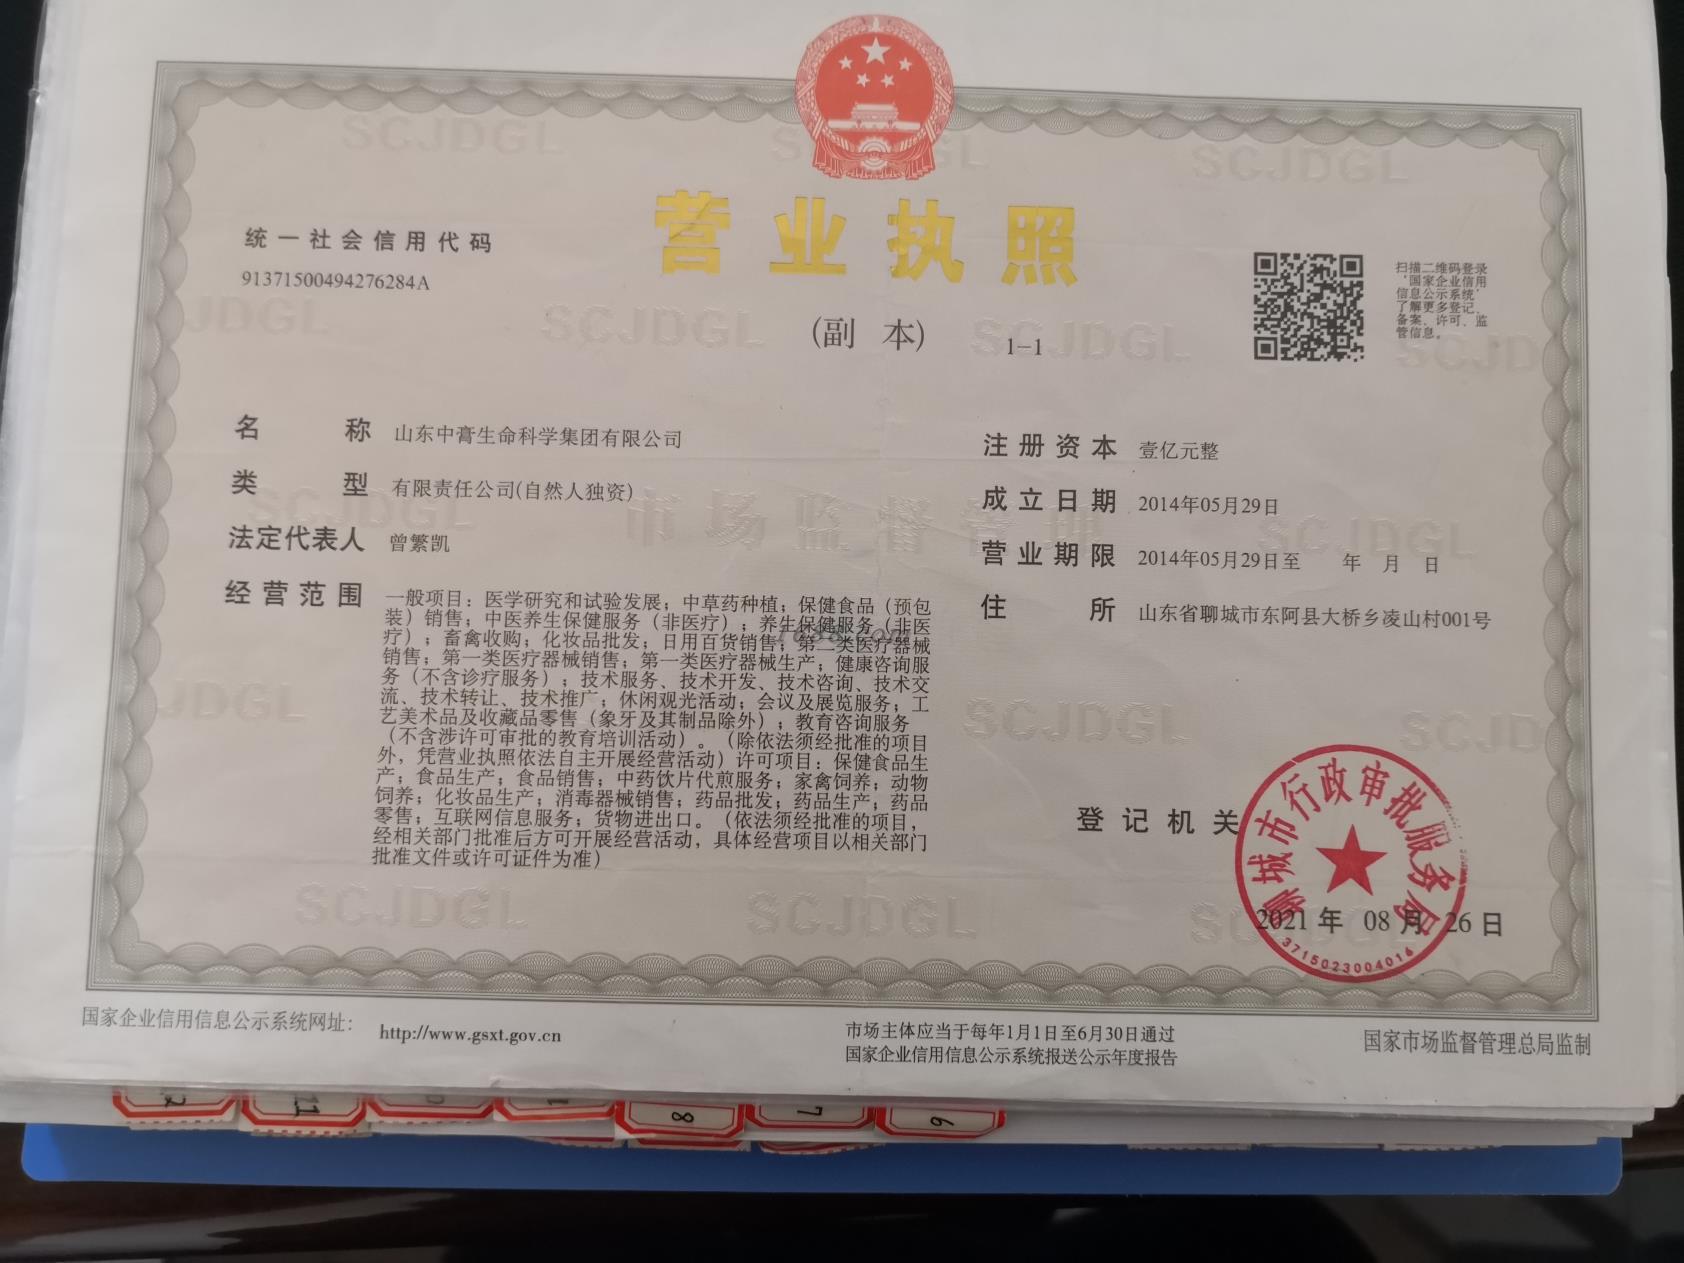 营业执照
(副 本)
1-1
统一社会信用代码
91371500494276284A
扫描二维码登录
'国家企业信用
信息公示系统'
了解更多登记、
备案、许可、监
管信息。
名 称 山东中膏生命科学集团有限公司
类 型 有限责任公司(自然人独资)
法定代表人 曾繁凯
经营范围 一般项目：医学研究和试验发展；中草药种植；保健食品（预包
装）销售；中医养生保健服务（非医疗）；养生保健服务（非医
疗）；畜禽收购；化妆品批发；日用百货销售；第二类医疗器械
销售；第一类医疗器械销售；第一类医疗器械生产；健康咨询服
务（不含诊疗服务）；技术服务、技术开发、技术咨询、技术交
流、技术转让、技术推广；休闲观光活动；会议及展览服务；工
艺美术品及收藏品零售（象牙及其制品除外）；教育咨询服务
（不含涉许可审批的教育培训活动）。（除依法须经批准的项目
外，凭营业执照依法自主开展经营活动）许可项目：保健食品生
产；食品生产；食品销售；中药饮片代煎服务；家禽饲养；动物
饲养；化妆品生产；消毒器械销售；药品批发；药品生产；药品
零售；互联网信息服务；货物进出口。（依法须经批准的项目，
经相关部门批准后方可开展经营活动，具体经营项目以相关部门
批准文件或许可证件为准）
注册资本 壹亿元整
成立日期 2014年05月29日
营业期限 2014年05月29日至 年 月 日
住 所 山东省聊城市东阿县大桥乡凌山村001号
登记机关
聊城市行政审批服务局
3715023004016
2021 年 08 月 26 日
国家企业信用信息公示系统网址： http://www.gsxt.gov.cn
市场主体应当于每年1月1日至6月30日通过
国家企业信用信息公示系统报送公示年度报告
国家市场监督管理总局监制
市场监督管理
SCJDGL
11
8
7
6